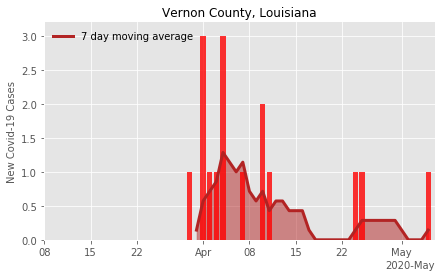 Vernon County, Louisiana
7 day moving average
New Covid-19 Cases
3.0
2.5
2.0
1.5
1.0
0.5
0.0
08 15 22 Apr 08 15 22 May
2020-May